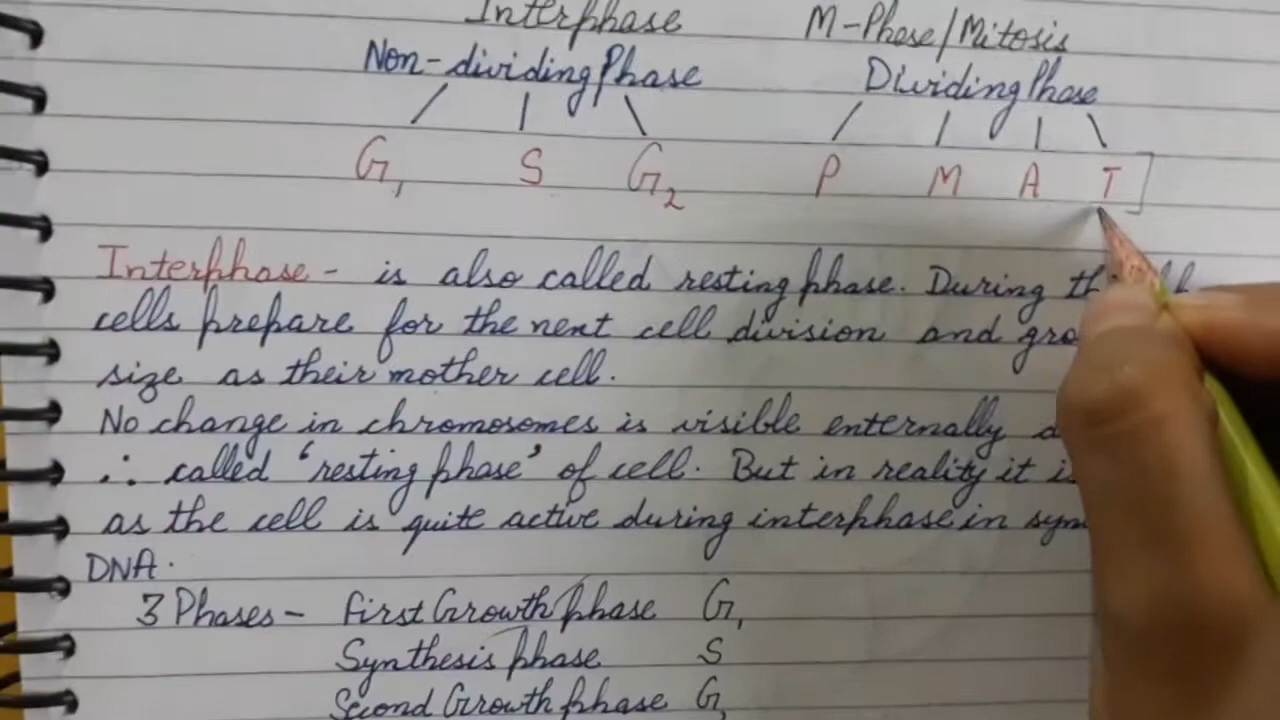 Interphase M-Phase/Mitosis
Non-dividing Phase Dividing Phase
G1 S G2 P M A T
Interphase - is also called resting phase. During
cells prepare for the next cell division and
size as their mother cell.
No change in chromosomes is visible enternally
∴ called 'resting phase' of cell. But in reality it
as the cell is quite active during interphase in
DNA.
3 Phases - First Growth phase G1
Synthesis phase S
Second Growth phase G